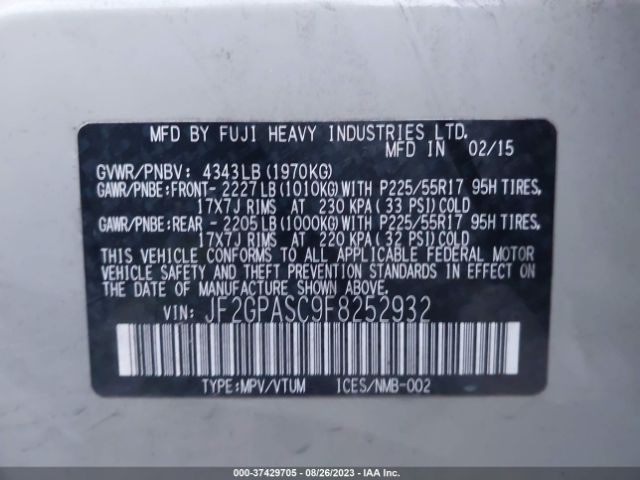 MFD BY FUJI HEAVY INDUSTRIES LTD.
MFD IN 02/15
GVWR/PNBV: 4343LB(1970KG)
GAWR/PNBE:FRONT- 2227LB(1010KG)WITH P225/55R17 95H TIRES,
17X7J RIMS AT 230 KPA(33 PSI)COLD
GAWR/PNBE:REAR - 2205LB(1000KG)WITH P225/55R17 95H TIRES,
17X7J RIMS AT 220 KPA(32 PSI)COLD
THIS VEHICLE CONFORMS TO ALL APPLICABLE FEDERAL MOTOR
VEHICLE SAFETY AND THEFT PREVENTION STANDARDS IN EFFECT ON
THE DATE OF MANUFACTURE SHOWN ABOVE.
VIN: JF2GPASC9F8252932
TYPE:MPV/VTUM ICES/NMB-002
000-37429705 - 08/26/2023 - IAA Inc.